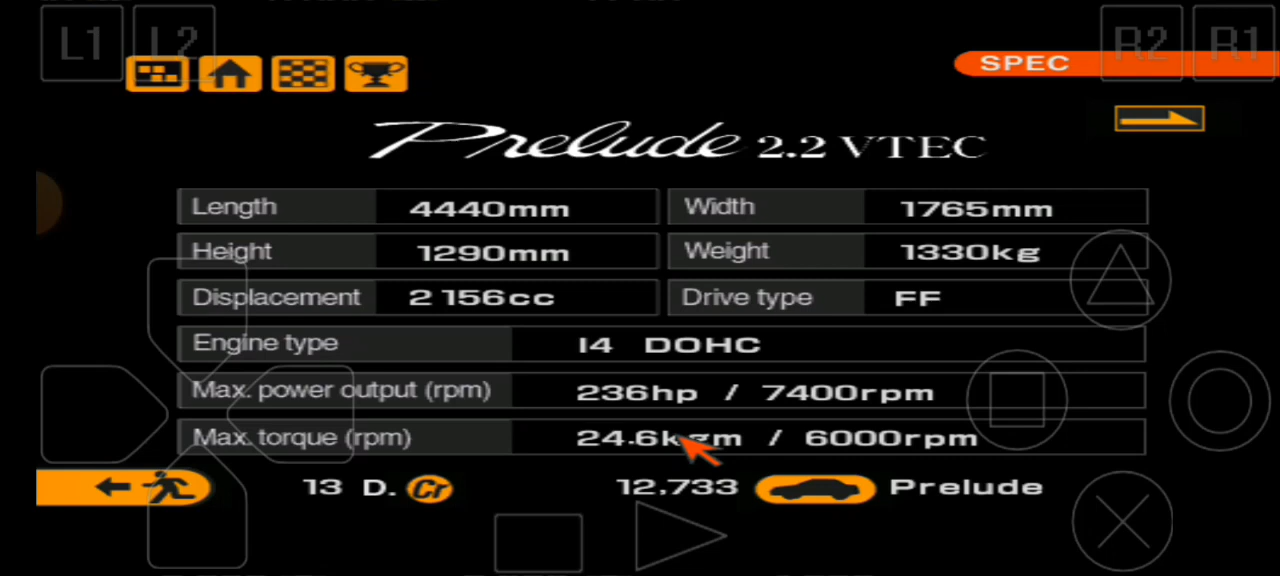 L1 L2 R2 R1
SPEC
Prelude 2.2 VTEC
Length 4440mm Width 1765mm
Height 1290mm Weight 1330kg
Displacement 2156cc Drive type FF
Engine type I4 DOHC
Max. power output (rpm) 236hp / 7400rpm
Max. torque (rpm) 24.6kgm / 6000rpm
13 D. Cr 12,733 Prelude